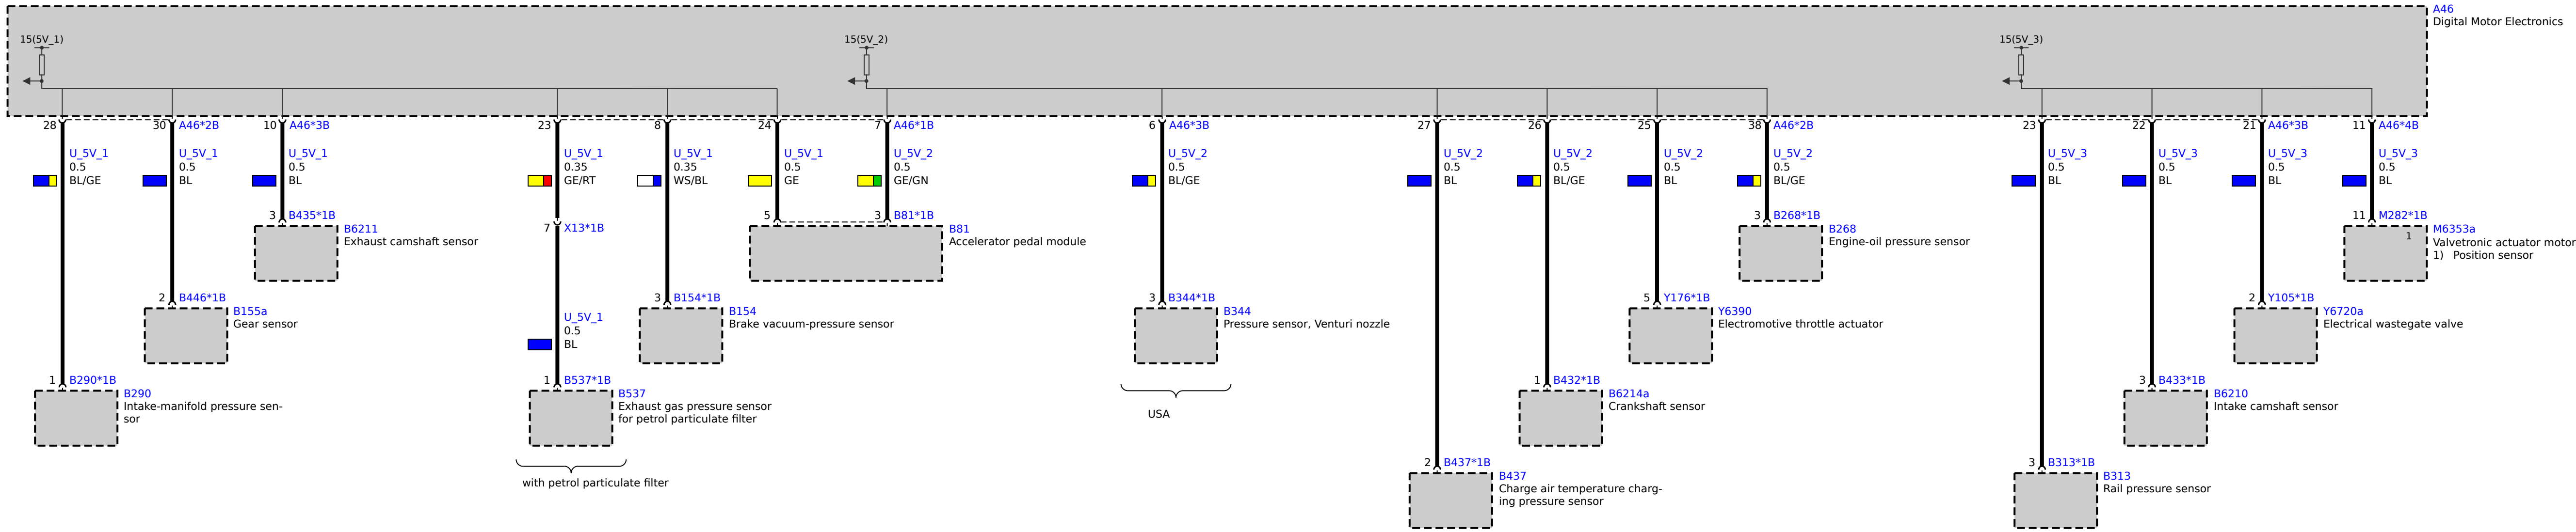 A46
Digital Motor Electronics
15(5V_1)
15(5V_2)
15(5V_3)
28
30
A46*2B
10
A46*3B
23
8
24
7
A46*1B
6
A46*3B
27
26
25
38
A46*2B
23
22
21
A46*3B
11
A46*4B
U_5V_1
0.5
BL/GE
U_5V_1
0.5
BL
U_5V_1
0.5
BL
U_5V_1
0.35
GE/RT
U_5V_1
0.35
WS/BL
U_5V_1
0.5
GE
U_5V_2
0.5
GE/GN
U_5V_2
0.5
BL/GE
U_5V_2
0.5
BL
U_5V_2
0.5
BL/GE
U_5V_2
0.5
BL
U_5V_2
0.5
BL/GE
U_5V_3
0.5
BL
U_5V_3
0.5
BL
U_5V_3
0.5
BL
U_5V_3
0.5
BL
3
B435*1B
B6211
Exhaust camshaft sensor
7
X13*1B
5
3
B81*1B
B81
Accelerator pedal module
3
B268*1B
B268
Engine-oil pressure sensor
11
M282*1B
1
M6353a
Valvetronic actuator motor
1) Position sensor
2
B446*1B
B155a
Gear sensor
U_5V_1
0.5
BL
3
B154*1B
B154
Brake vacuum-pressure sensor
3
B344*1B
B344
Pressure sensor, Venturi nozzle
USA
5
Y176*1B
Y6390
Electromotive throttle actuator
2
Y105*1B
Y6720a
Electrical wastegate valve
1
B290*1B
B290
Intake-manifold pressure sen-
sor
1
B537*1B
B537
Exhaust gas pressure sensor
for petrol particulate filter
with petrol particulate filter
1
B432*1B
B6214a
Crankshaft sensor
3
B433*1B
B6210
Intake camshaft sensor
2
B437*1B
B437
Charge air temperature charg-
ing pressure sensor
3
B313*1B
B313
Rail pressure sensor